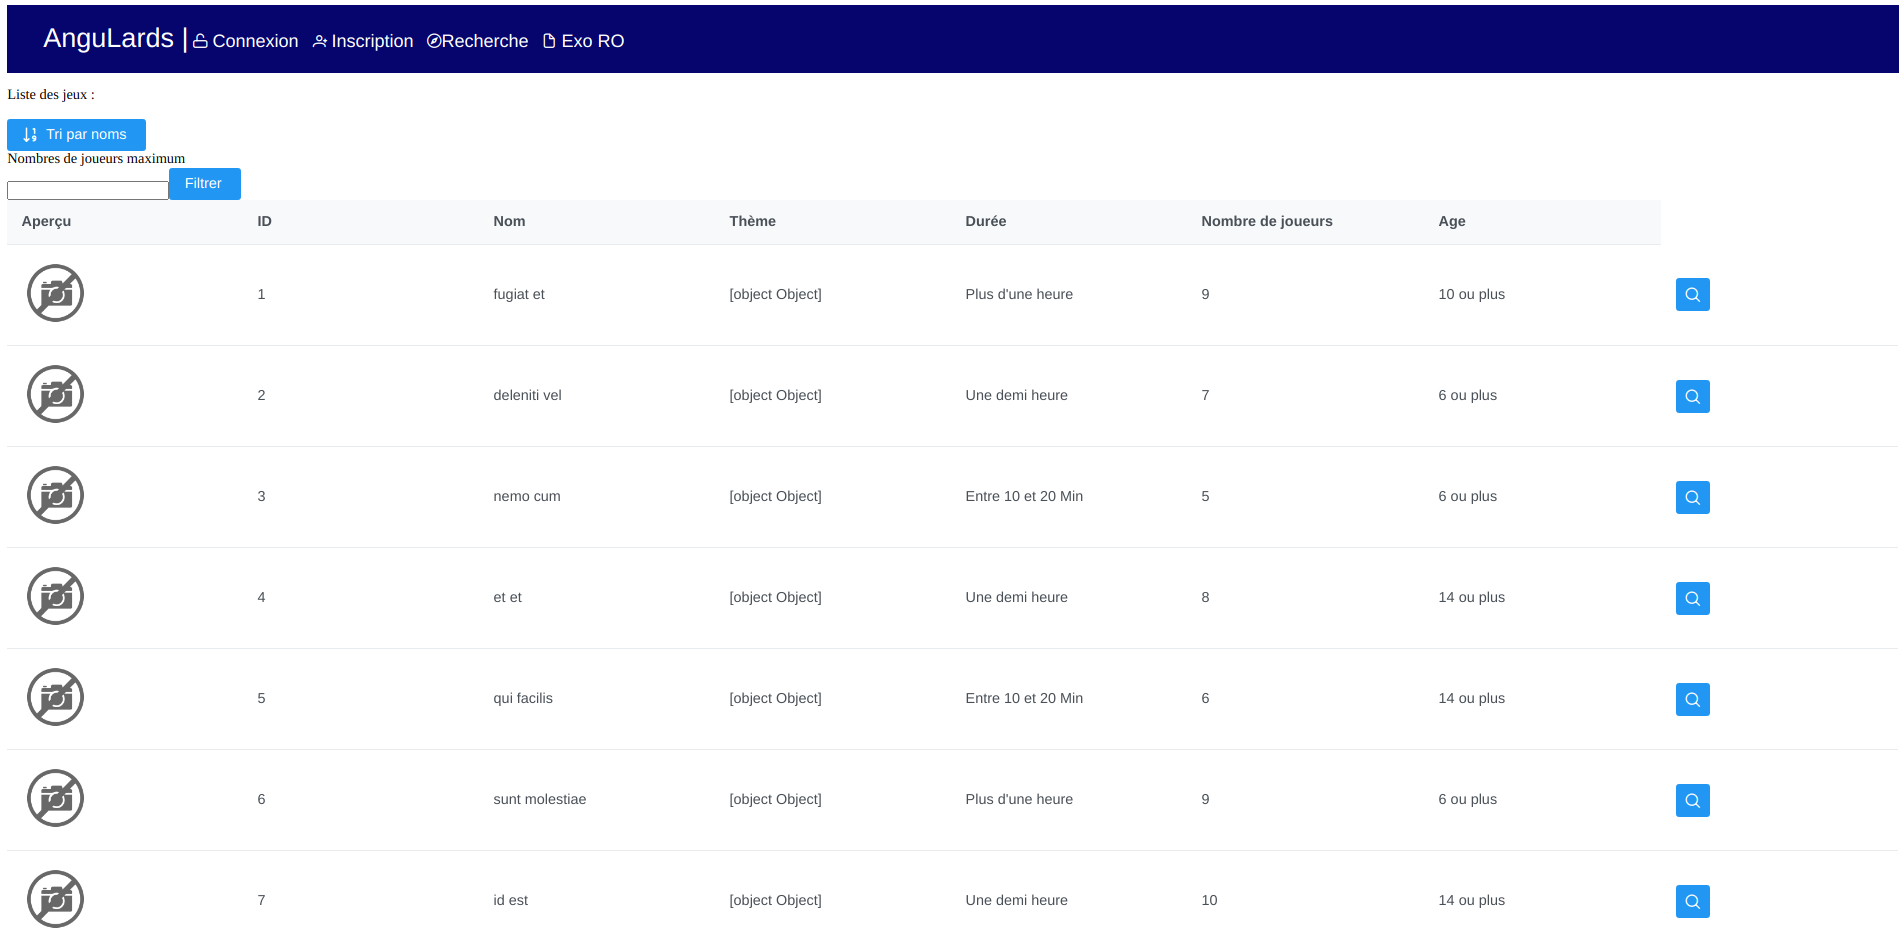 AnguLards | Connexion Inscription Recherche Exo RO
Liste des jeux :
Tri par noms
Nombres de joueurs maximum
Filtrer
Aperçu ID Nom Thème Durée Nombre de joueurs Age
1 fugiat et [object Object] Plus d'une heure 9 10 ou plus
2 deleniti vel [object Object] Une demi heure 7 6 ou plus
3 nemo cum [object Object] Entre 10 et 20 Min 5 6 ou plus
4 et et [object Object] Une demi heure 8 14 ou plus
5 qui facilis [object Object] Entre 10 et 20 Min 6 14 ou plus
6 sunt molestiae [object Object] Plus d'une heure 9 6 ou plus
7 id est [object Object] Une demi heure 10 14 ou plus